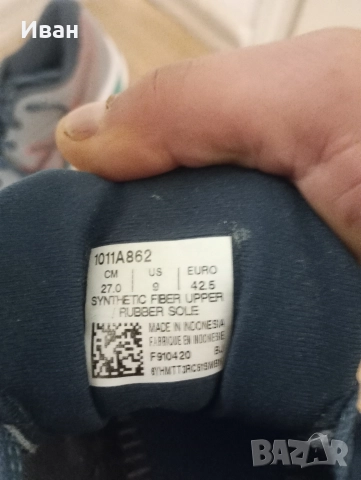 Иван
1011A862
CM US EURO
27.0 9 42.5
SYNTHETIC FIBER UPPER
/ RUBBER SOLE
MADE IN INDONESIA
FABRIQUE EN INDONESIE
F910420
BAZAR